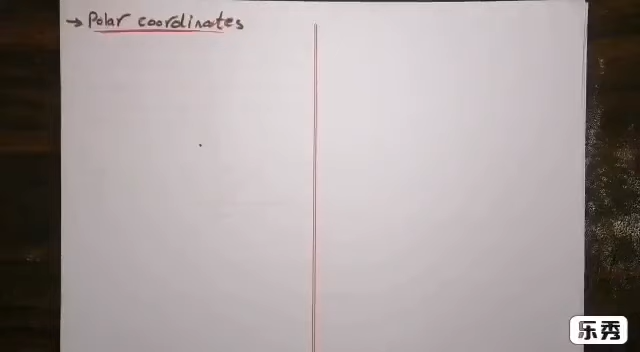 → Polar coordinates
乐秀